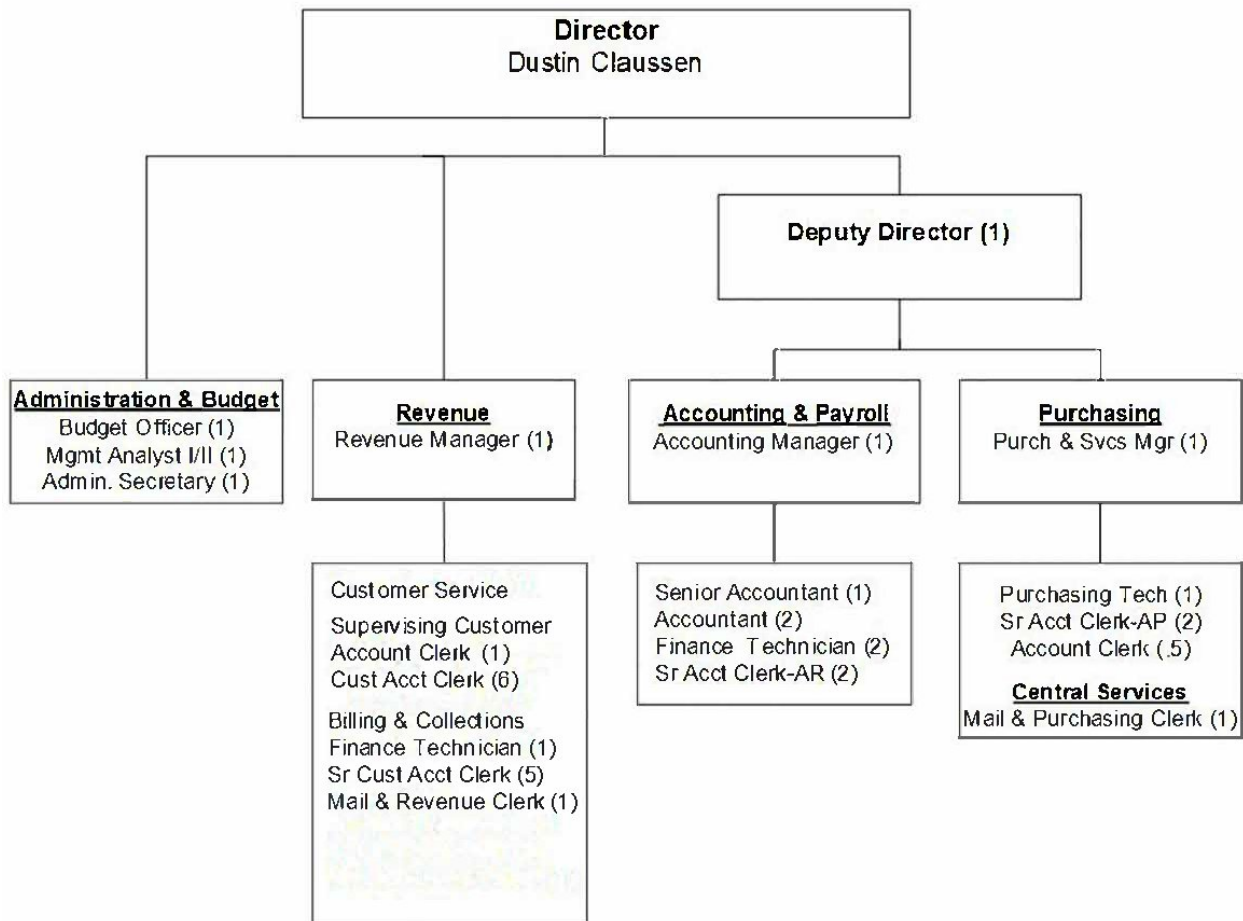 Director
Dustin Claussen
Deputy Director (1)
Administration & Budget
Budget Officer (1)
Mgmt Analyst I/II (1)
Admin. Secretary (1)
Revenue
Revenue Manager (1)
Accounting & Payroll
Accounting Manager (1)
Purchasing
Purch & Svcs Mgr (1)
Customer Service
Supervising Customer
Account Clerk (1)
Cust Acct Clerk (6)
Billing & Collections
Finance Technician (1)
Sr Cust Acct Clerk (5)
Mail & Revenue Clerk (1)
Senior Accountant (1)
Accountant (2)
Finance Technician (2)
Sr Acct Clerk-AR (2)
Purchasing Tech (1)
Sr Acct Clerk-AP (2)
Account Clerk (.5)
Central Services
Mail & Purchasing Clerk (1)